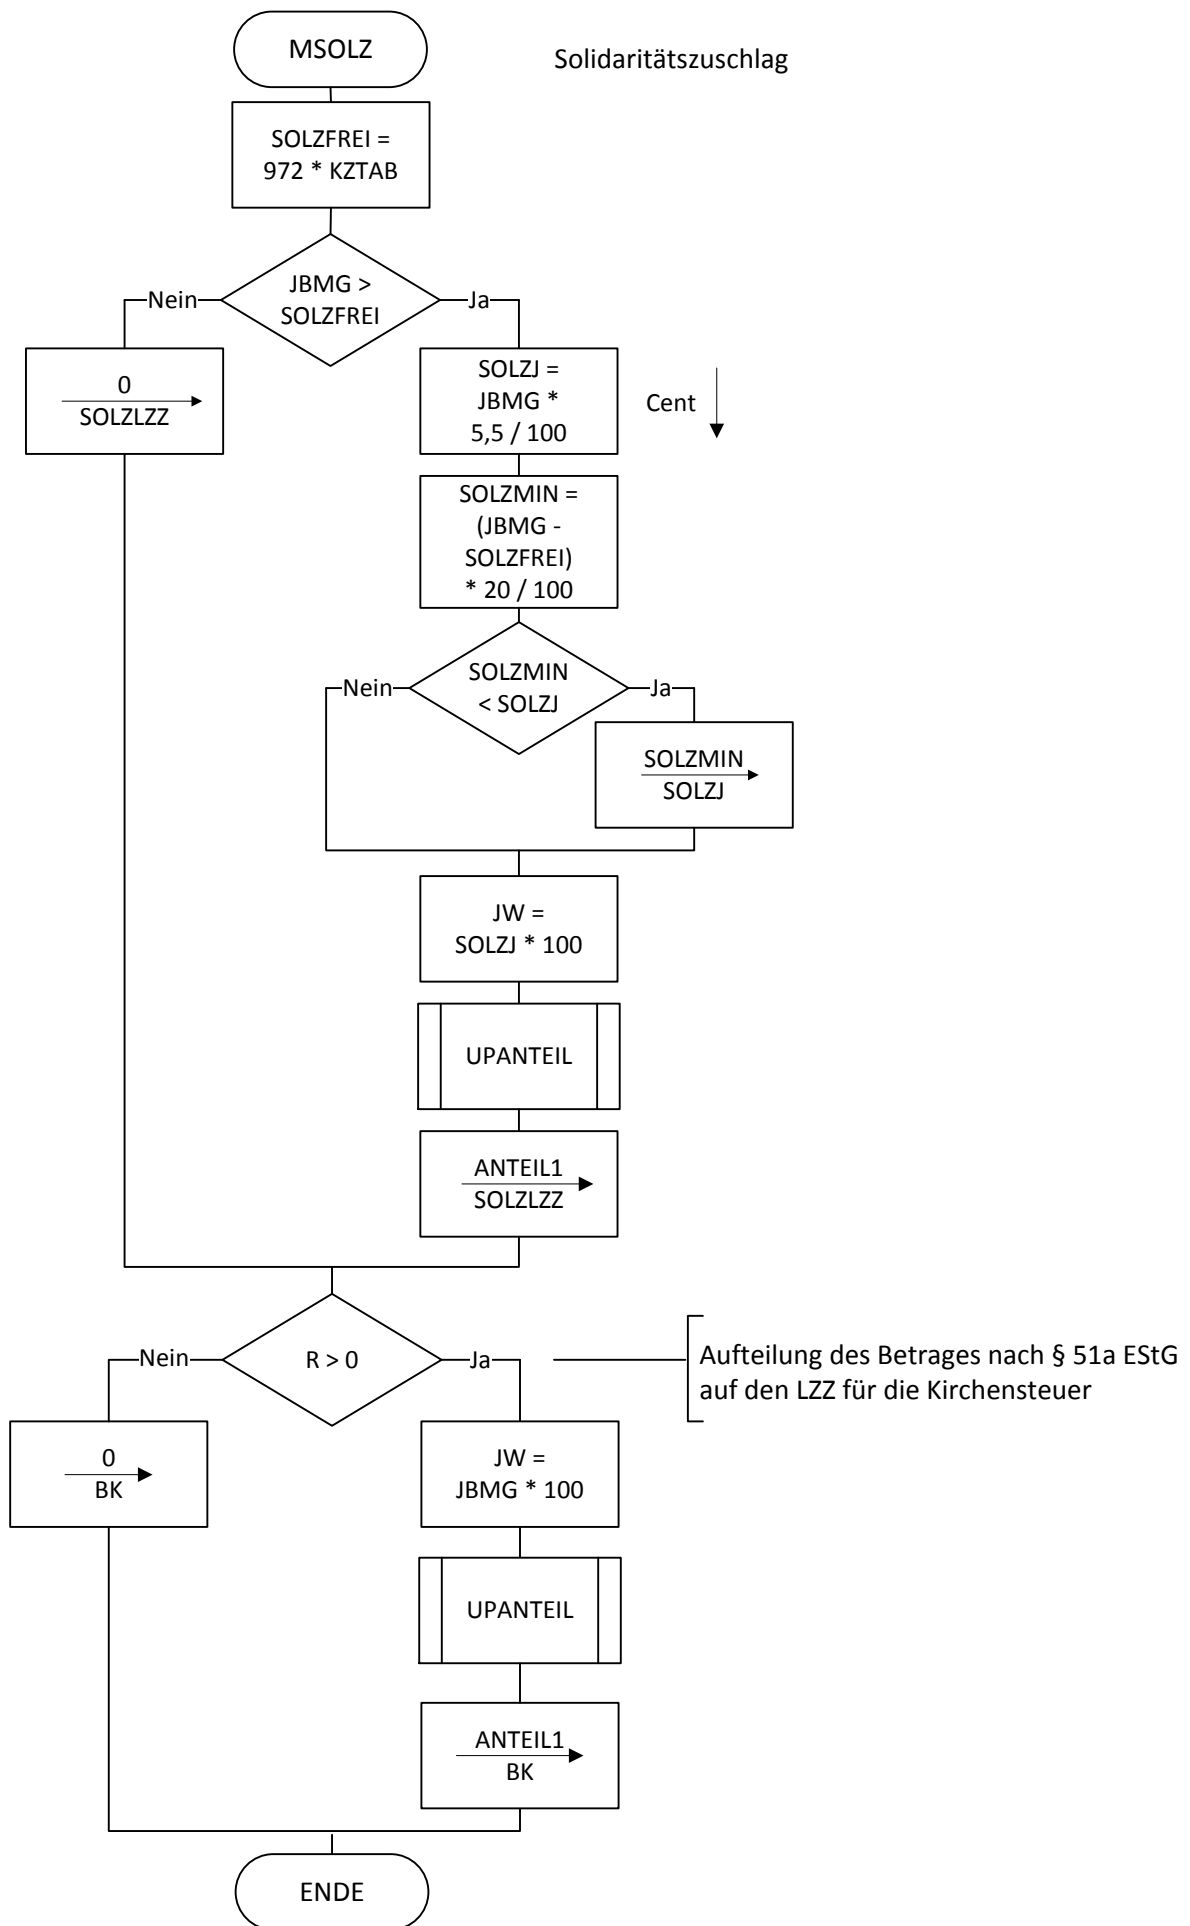 MSOLZ
Solidaritätszuschlag
SOLZFREI =
972 * KZTAB
JBMG >
SOLZFREI
Nein
Ja
0
SOLZLZZ
SOLZJ =
JBMG *
5,5 / 100
Cent
SOLZMIN =
(JBMG -
SOLZFREI)
* 20 / 100
SOLZMIN
< SOLZJ
Nein
Ja
SOLZMIN
SOLZJ
JW =
SOLZJ * 100
UPANTEIL
ANTEIL1
SOLZLZZ
R > 0
Nein
Ja
Aufteilung des Betrages nach § 51a EStG
auf den LZZ für die Kirchensteuer
0
BK
JW =
JBMG * 100
UPANTEIL
ANTEIL1
BK
ENDE